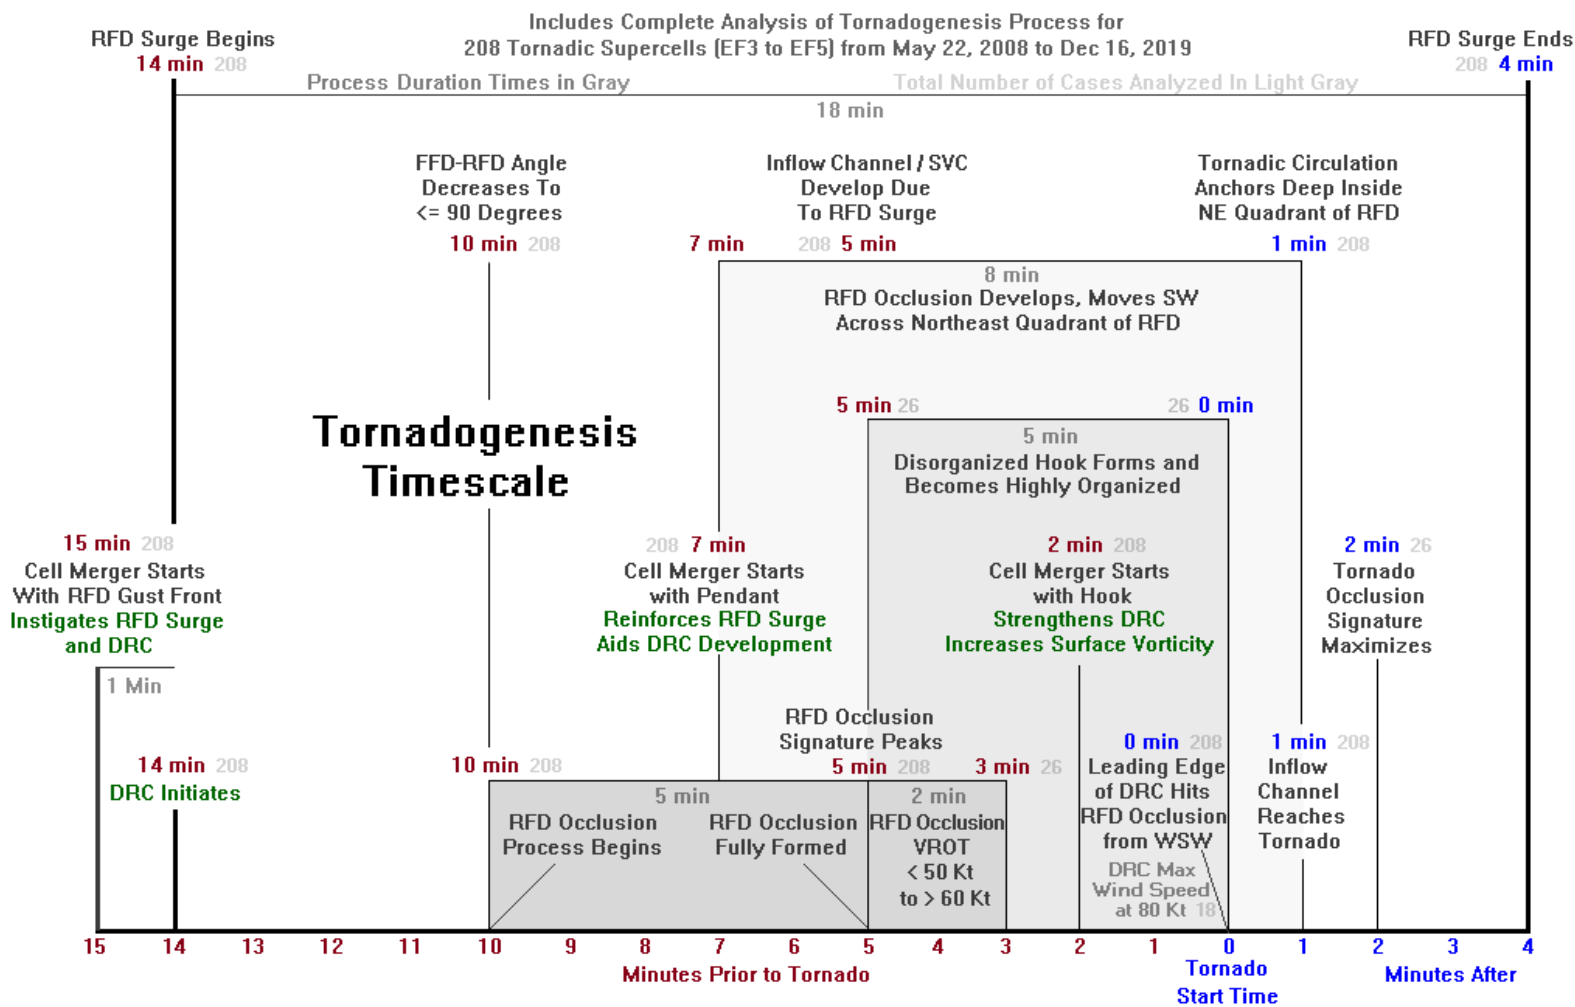 Includes Complete Analysis of Tornadogenesis Process for
208 Tornadic Supercells (EF3 to EF5) from May 22, 2008 to Dec 16, 2019
RFD Surge Begins
14 min 208
RFD Surge Ends
208 4 min
Process Duration Times in Gray
Total Number of Cases Analyzed In Light Gray
18 min
FFD-RFD Angle
Decreases To
<= 90 Degrees
10 min 208
Inflow Channel / SVC
Develop Due
To RFD Surge
7 min
208 5 min
Tornadic Circulation
Anchors Deep Inside
NE Quadrant of RFD
1 min 208
8 min
RFD Occlusion Develops, Moves SW
Across Northeast Quadrant of RFD
5 min 26
26 0 min
5 min
Disorganized Hook Forms and
Becomes Highly Organized
Tornadogenesis
Timescale
15 min 208
Cell Merger Starts
With RFD Gust Front
Instigates RFD Surge
and DRC
1 Min
14 min 208
DRC Initiates
208 7 min
Cell Merger Starts
with Pendant
Reinforces RFD Surge
Aids DRC Development
2 min 208
Cell Merger Starts
with Hook
Strengthens DRC
Increases Surface Vorticity
2 min 26
Tornado
Occlusion
Signature
Maximizes
RFD Occlusion
Signature Peaks
10 min 208
5 min 208
3 min 26
5 min
RFD Occlusion
Process Begins
RFD Occlusion
Fully Formed
2 min
RFD Occlusion
VROT
< 50 Kt
to > 60 Kt
0 min 208
Leading Edge
of DRC Hits
RFD Occlusion
from WSW
DRC Max
Wind Speed
at 80 Kt 18
1 min 208
Inflow
Channel
Reaches
Tornado
15 14 13 12 11 10 9 8 7 6 5 4 3 2 1 0 1 2 3 4
Minutes Prior to Tornado
Tornado
Start Time
Minutes After